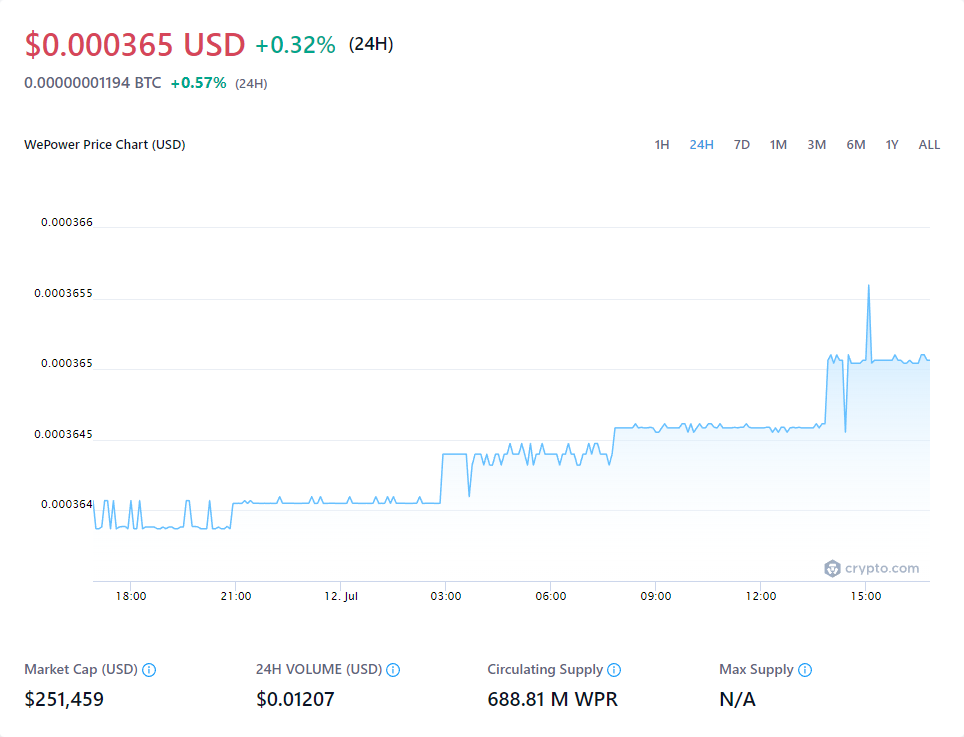 $0.000365 USD +0.32% (24H)
0.00000001194 BTC +0.57% (24H)
WePower Price Chart (USD) 1H 24H 7D 1M 3M 6M 1Y ALL
0.000366
0.0003655
0.000365
0.0003645
0.000364
crypto.com
18:00 21:00 12. Jul 03:00 06:00 09:00 12:00 15:00
Market Cap (USD) 24H VOLUME (USD) Circulating Supply Max Supply
$251,459 $0.01207 688.81 M WPR N/A